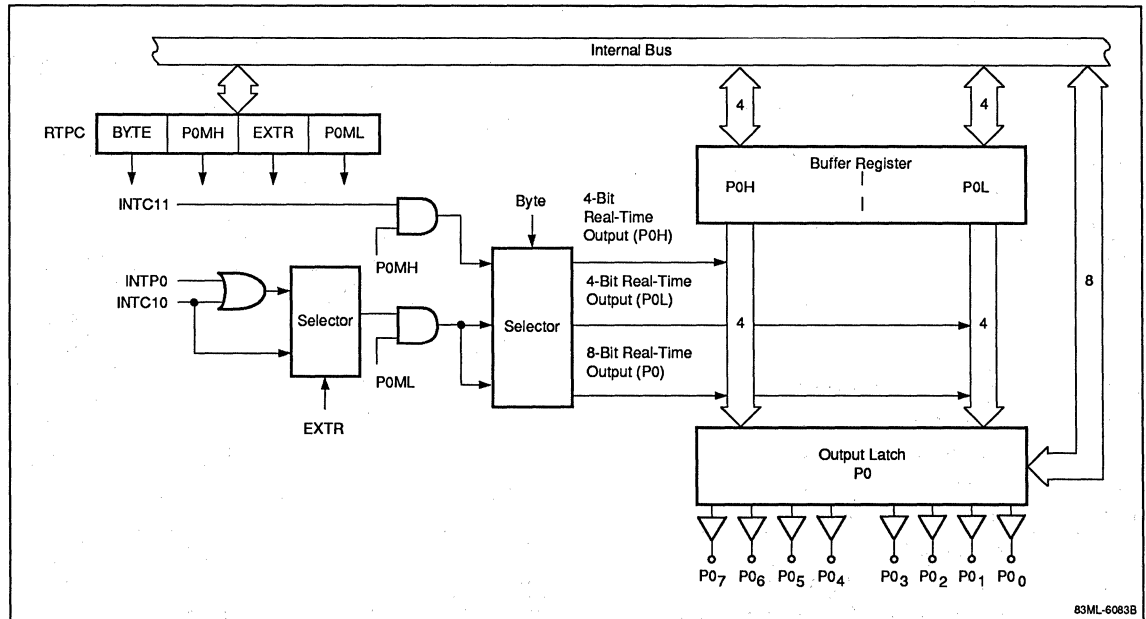 Internal Bus
RTPC BYTE P0MH EXTR P0ML
4
4
Buffer Register
P0H P0L
INTC11
P0MH
Byte
4-Bit
Real-Time
Output (P0H)
INTP0
INTC10
Selector
P0ML
EXTR
Selector
4-Bit Real-Time
Output (P0L)
8-Bit Real-Time
Output (P0)
4
4
8
Output Latch
P0
P07 P06 P05 P04 P03 P02 P01 P00
83ML-6083B